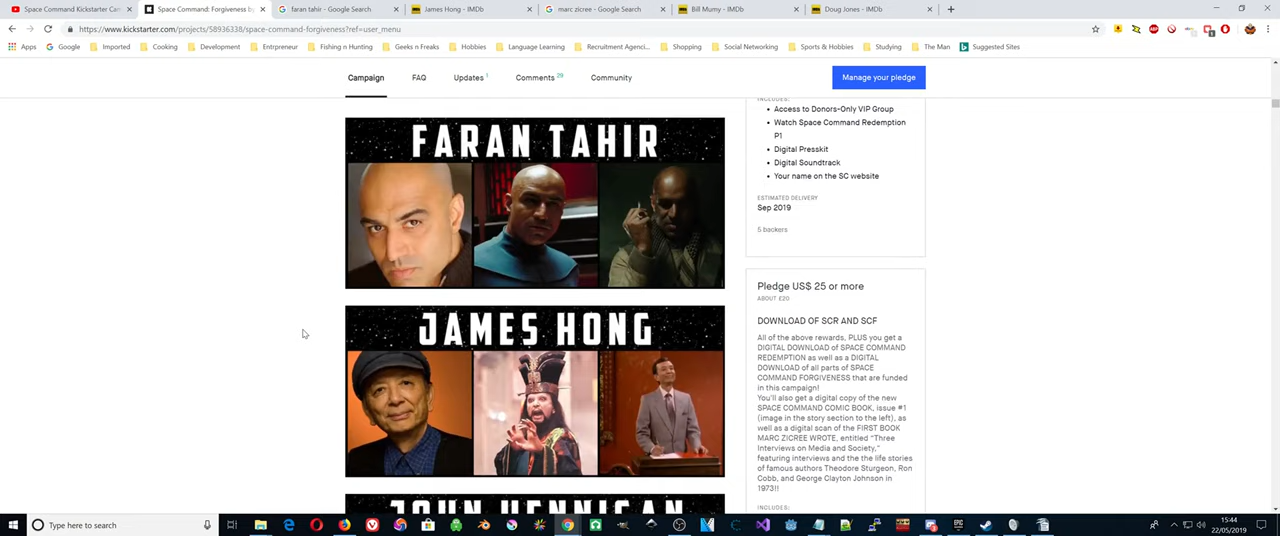 Space Command Kickstarter Can
Space Command: Forgiveness by
faran tahir - Google Search
James Hong - IMDb
marc zicree - Google Search
Bill Mumy - IMDb
Doug Jones - IMDb
https://www.kickstarter.com/projects/58936338/space-command-forgiveness?ref=user_menu
Apps Google Imported Cooking Development Entrpreneur Fishing n Hunting Geeks n Freaks Hobbies Language Learning Recruitment Agenci... Shopping Social Networking Sports & Hobbies Studying The Man Suggested Sites
Campaign FAQ Updates 1 Comments 29 Community
Manage your pledge
FARAN TAHIR
JAMES HONG
JOHN HENNIGAN
INCLUDES:
• Access to Donors-Only VIP Group
• Watch Space Command Redemption
P1
• Digital Presskit
• Digital Soundtrack
• Your name on the SC website
ESTIMATED DELIVERY
Sep 2019
5 backers
Pledge US$ 25 or more
ABOUT £20
DOWNLOAD OF SCR AND SCF
All of the above rewards, PLUS you get a
DIGITAL DOWNLOAD of SPACE COMMAND
REDEMPTION as well as a DIGITAL
DOWNLOAD of all parts of SPACE
COMMAND FORGIVENESS that are funded
in this campaign!
You'll also get a digital copy of the new
SPACE COMMAND COMIC BOOK, issue #1
(image in the story section to the left), as
well as a digital scan of the FIRST BOOK
MARC ZICREE WROTE, entitled "Three
Interviews on Media and Society,"
featuring interviews and the the life stories
of famous authors Theodore Sturgeon, Ron
Cobb, and George Clayton Johnson in
1973!!
INCLUDES:
Type here to search
15:44
22/05/2019